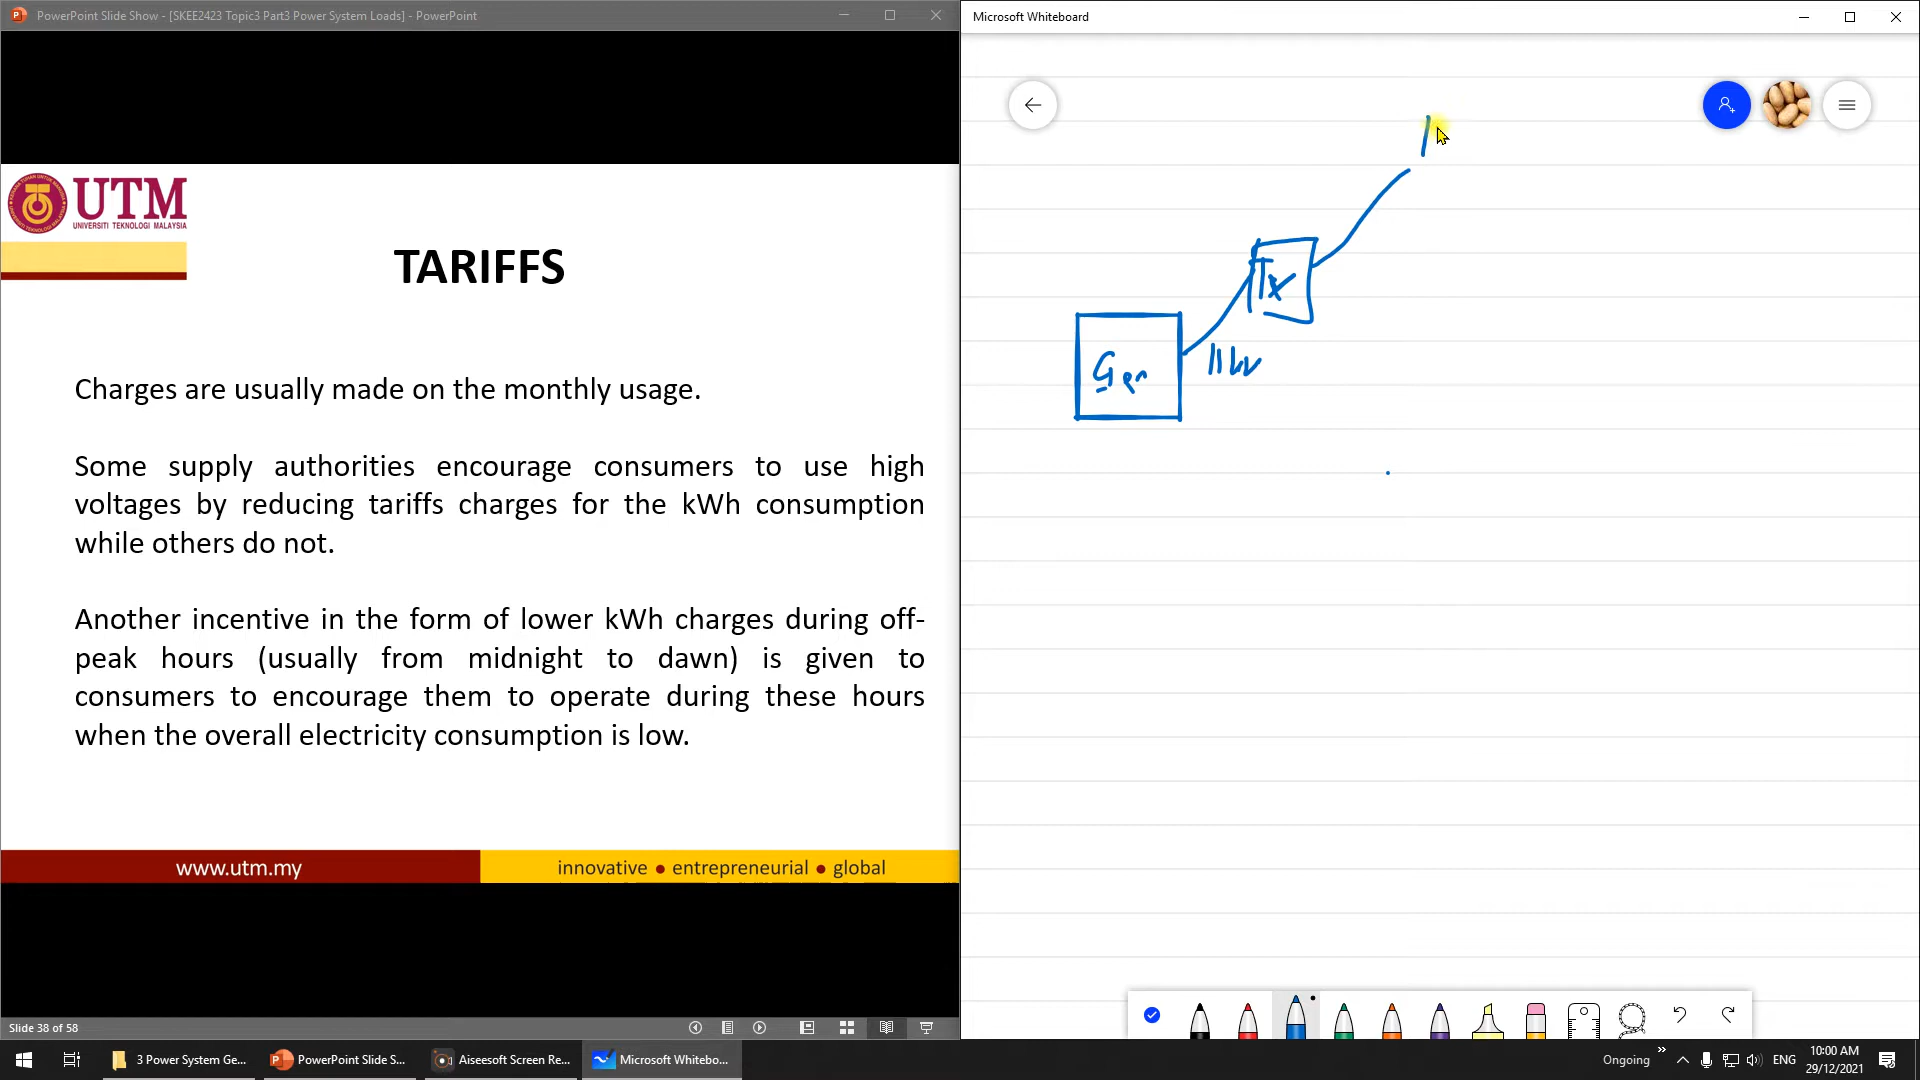 PowerPoint Slide Show - [SKEE2423 Topic3 Part3 Power System Loads] - PowerPoint
Microsoft Whiteboard
UTM
UNIVERSITI TEKNOLOGI MALAYSIA
TARIFFS
Charges are usually made on the monthly usage.
Some supply authorities encourage consumers to use high
voltages by reducing tariffs charges for the kWh consumption
while others do not.
Another incentive in the form of lower kWh charges during off-
peak hours (usually from midnight to dawn) is given to
consumers to encourage them to operate during these hours
when the overall electricity consumption is low.
www.utm.my
innovative ● entrepreneurial ● global
Tx
Gen
11kV
Slide 38 of 58
3 Power System Ge...
PowerPoint Slide S...
Aiseesoft Screen Re...
Microsoft Whitebo...
Ongoing
ENG
10:00 AM
29/12/2021